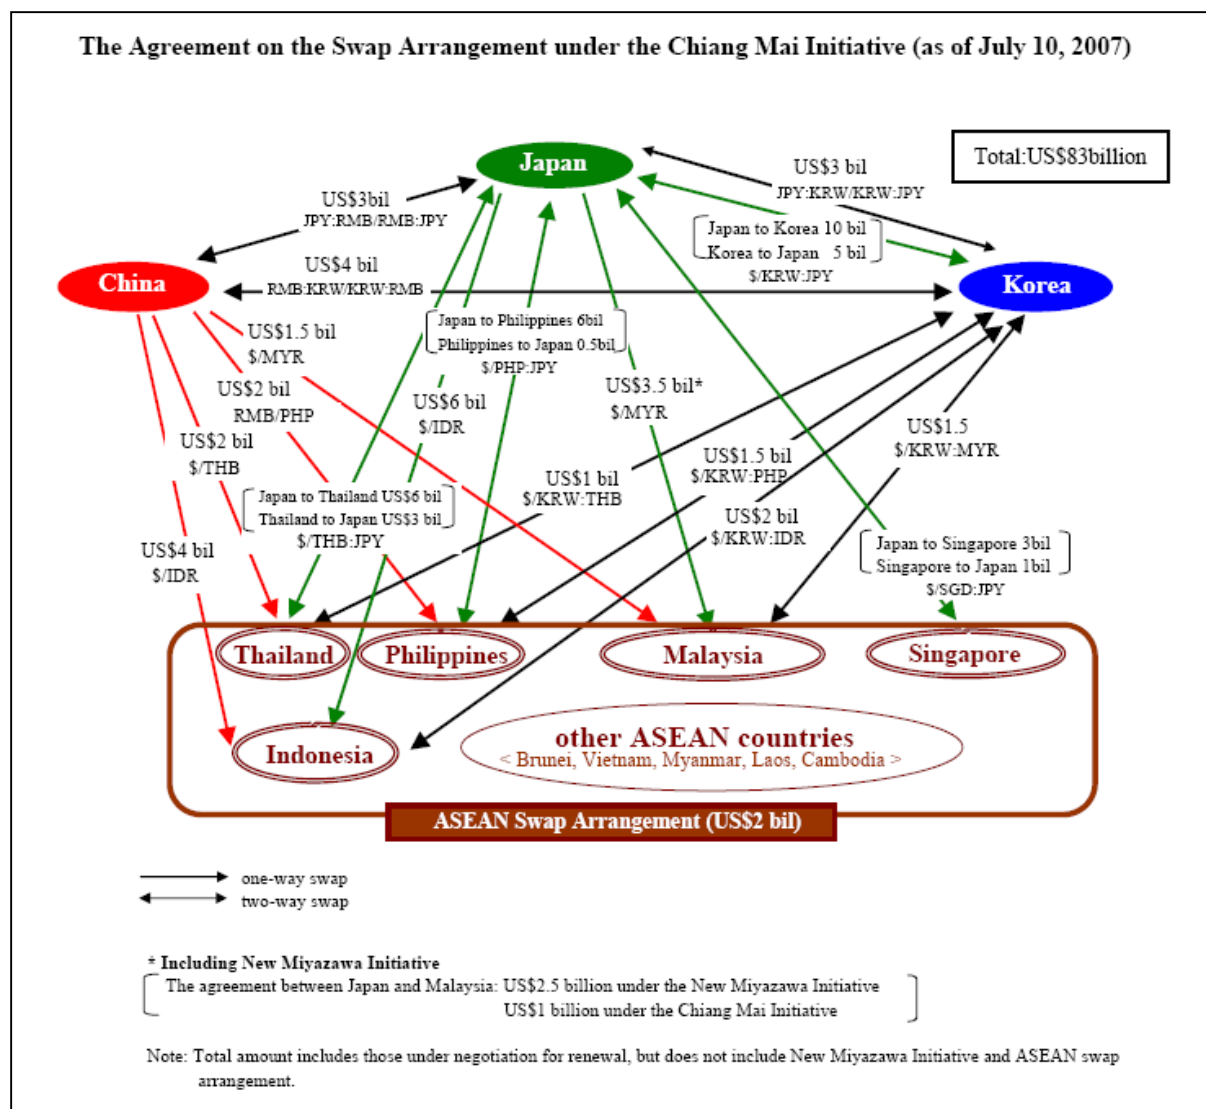 The Agreement on the Swap Arrangement under the Chiang Mai Initiative (as of July 10, 2007)
Total:US$83billion
Japan
US$3 bil
JPY:KRW/KRW:JPY
US$3bil
JPY:RMB/RMB:JPY
Japan to Korea 10 bil
Korea to Japan 5 bil
$/KRW:JPY
China
US$4 bil
RMB:KRW/KRW:RMB
Korea
US$1.5 bil
$/MYR
Japan to Philippines 6bil
Philippines to Japan 0.5bil
$/PHP:JPY
US$2 bil
RMB/PHP
US$6 bil
$/IDR
US$3.5 bil*
$/MYR
US$2 bil
$/THB
US$1.5
$/KRW:MYR
US$1.5 bil
$/KRW:PHP
US$1 bil
$/KRW:THB
Japan to Thailand US$6 bil
Thailand to Japan US$3 bil
$/THB:JPY
US$2 bil
$/KRW:IDR
US$4 bil
$/IDR
Japan to Singapore 3bil
Singapore to Japan 1bil
$/SGD:JPY
Thailand
Philippines
Malaysia
Singapore
Indonesia
other ASEAN countries
< Brunei, Vietnam, Myanmar, Laos, Cambodia >
ASEAN Swap Arrangement (US$2 bil)
one-way swap
two-way swap
* Including New Miyazawa Initiative
The agreement between Japan and Malaysia: US$2.5 billion under the New Miyazawa Initiative
US$1 billion under the Chiang Mai Initiative
Note: Total amount includes those under negotiation for renewal, but does not include New Miyazawa Initiative and ASEAN swap
arrangement.